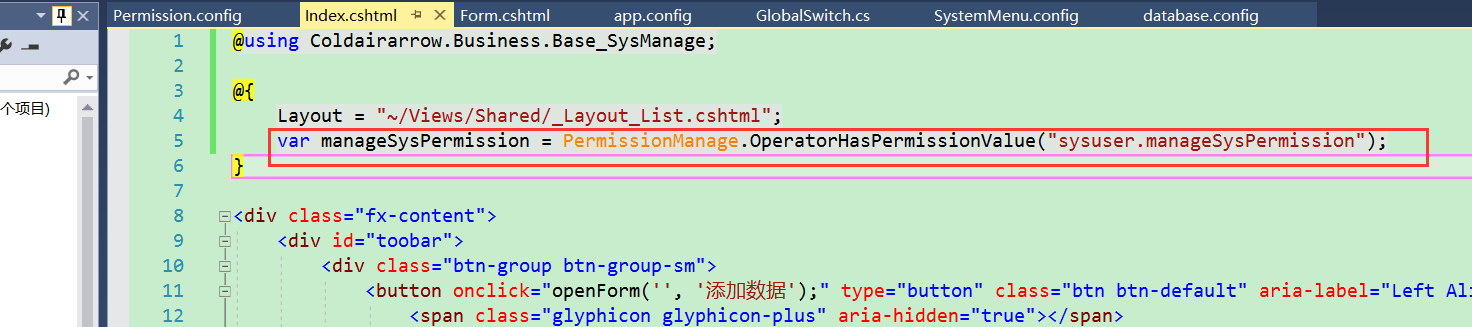 Permission.config Index.cshtml Form.cshtml app.config GlobalSwitch.cs SystemMenu.config database.config
个项目)
1 @using Coldairarrow.Business.Base_SysManage;
2
3 @{
4 Layout = "~/Views/Shared/_Layout_List.cshtml";
5 var manageSysPermission = PermissionManage.OperatorHasPermissionValue("sysuser.manageSysPermission");
6 }
7
8 <div class="fx-content">
9 <div id="toobar">
10 <div class="btn-group btn-group-sm">
11 <button onclick="openForm('', '添加数据');" type="button" class="btn btn-default" aria-label="Left Ali
12 <span class="glyphicon glyphicon-plus" aria-hidden="true"></span>